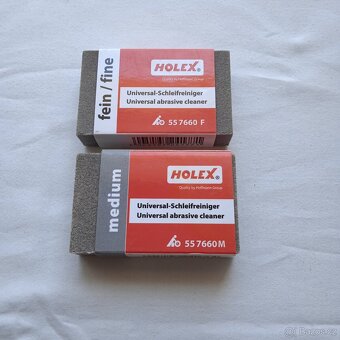 fein / fine
HOLEX®
Quality by Hoffmann Group
Universal-Schleifreiniger
Universal abrasive cleaner
55 7660 F
medium
HOLEX®
Quality by Hoffmann Group
Universal-Schleifreiniger
Universal abrasive cleaner
55 7660 M